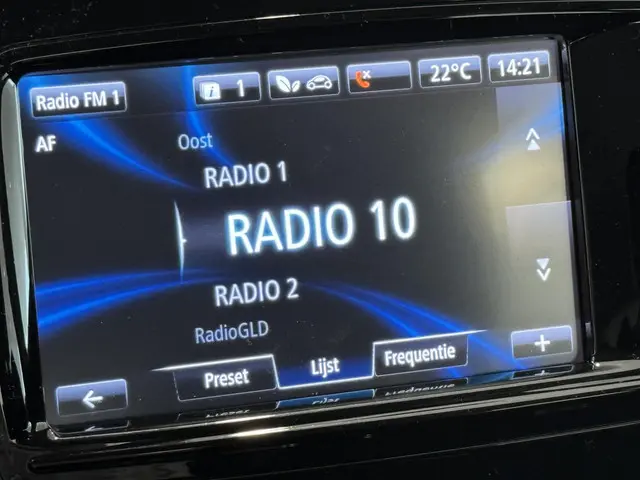 Radio FM 1
1
22°C
14:21
AF
Oost
RADIO 1
RADIO 10
RADIO 2
RadioGLD
Preset
Lijst
Frequentie
+